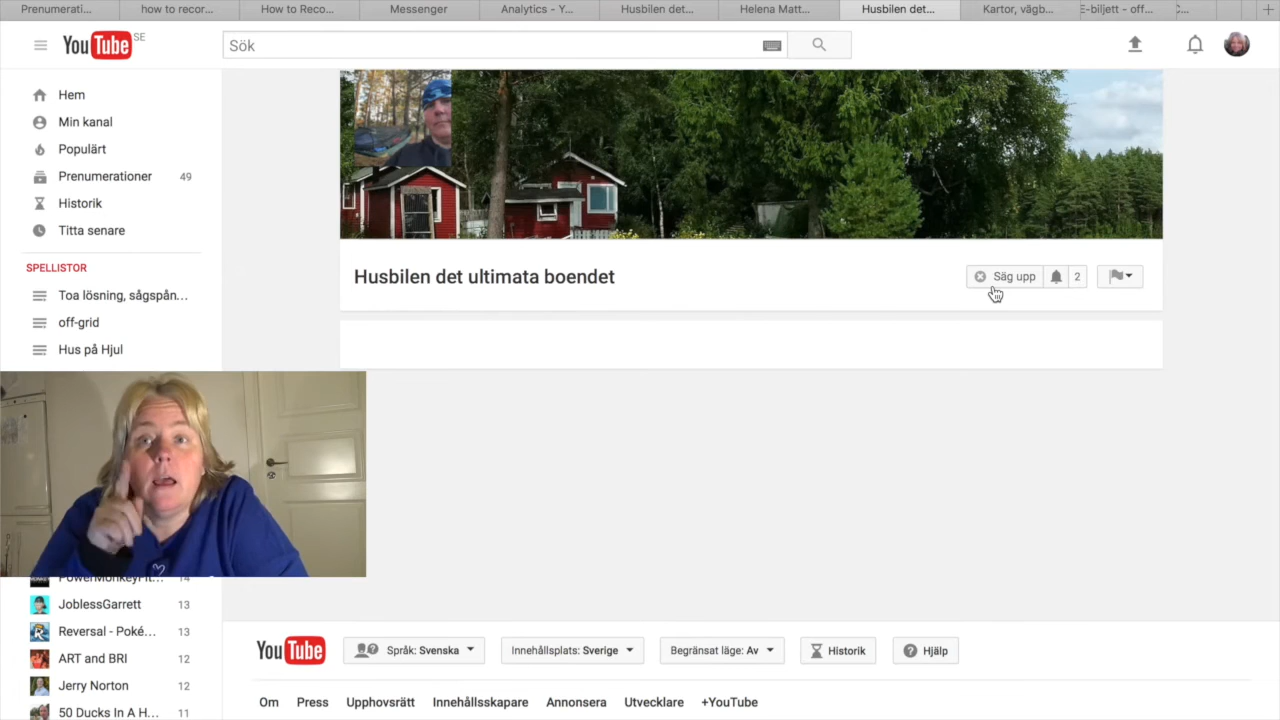 Prenumerati...
how to recor...
How to Reco...
Messenger
Analytics - Y...
Husbilen det...
Helena Matt...
Husbilen det...
Kartor, vägb...
E-biljett - off...
YouTube SE
Sök
Hem
Min kanal
Populärt
Prenumerationer 49
Historik
Titta senare
SPELLISTOR
Toa lösning, sågspån...
off-grid
Hus på Hjul
Husbilen det ultimata boendet
Säg upp 2
PowerMonkeyFit... 14
JoblessGarrett 13
Reversal - Poké... 13
ART and BRI 12
Jerry Norton 12
50 Ducks In A H... 11
YouTube
Språk: Svenska
Innehållsplats: Sverige
Begränsat läge: Av
Historik
Hjälp
Om Press Upphovsrätt Innehållsskapare Annonsera Utvecklare +YouTube